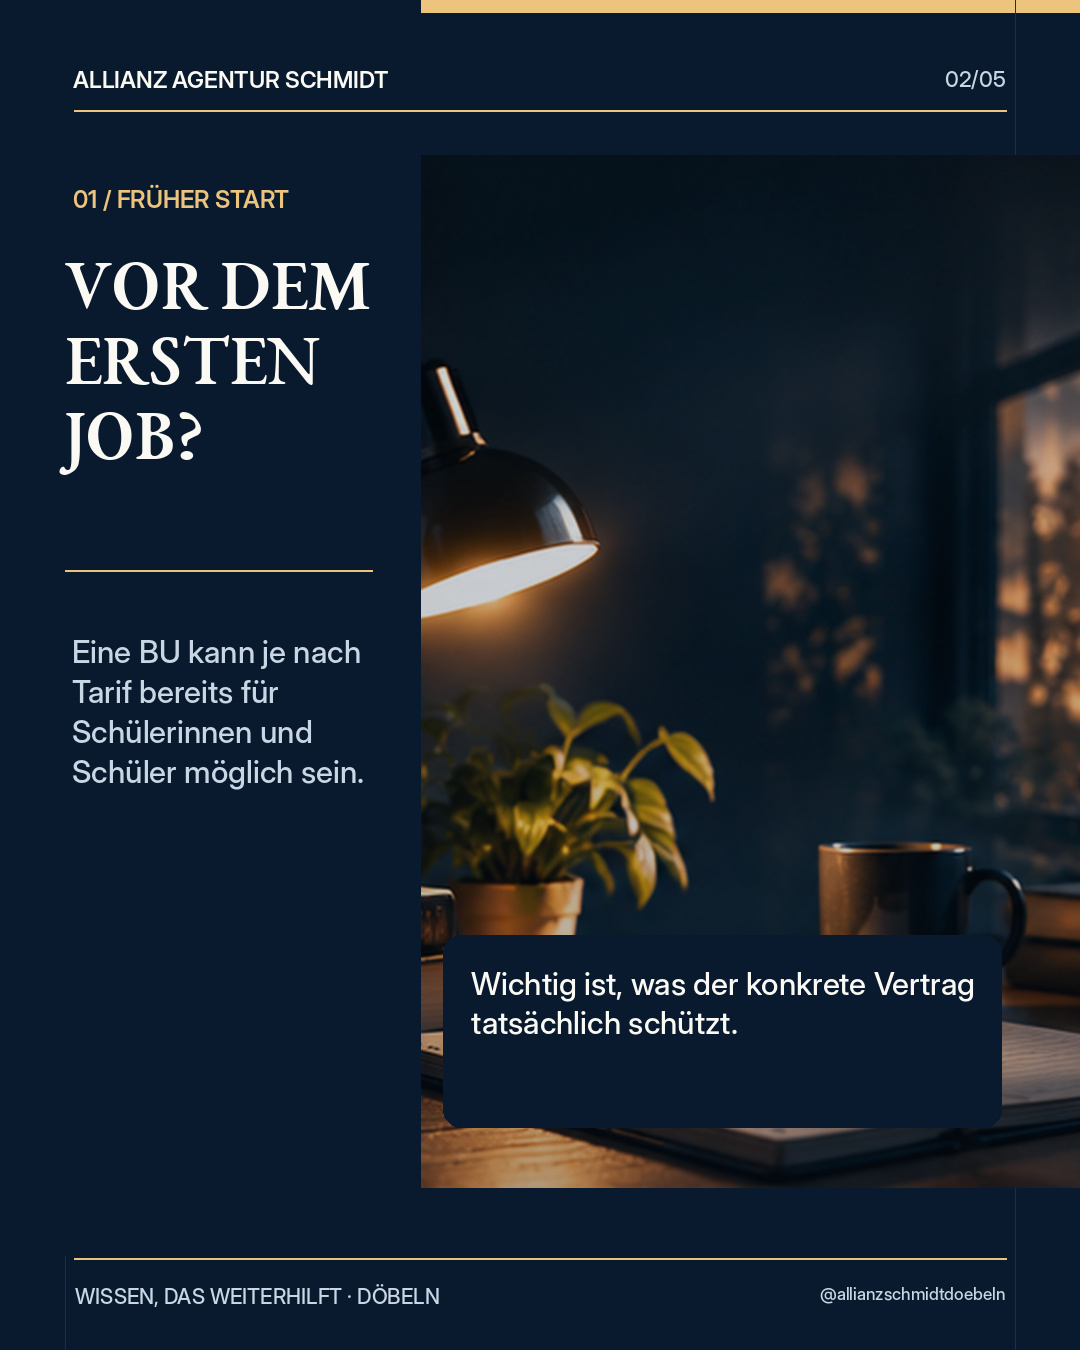 ALLIANZ AGENTUR SCHMIDT
02/05
01 / FRÜHER START
VOR DEM
ERSTEN
JOB?
Eine BU kann je nach
Tarif bereits für
Schülerinnen und
Schüler möglich sein.
Wichtig ist, was der konkrete Vertrag
tatsächlich schützt.
WISSEN, DAS WEITERHILFT · DÖBELN
@allianzschmidtdoebeln